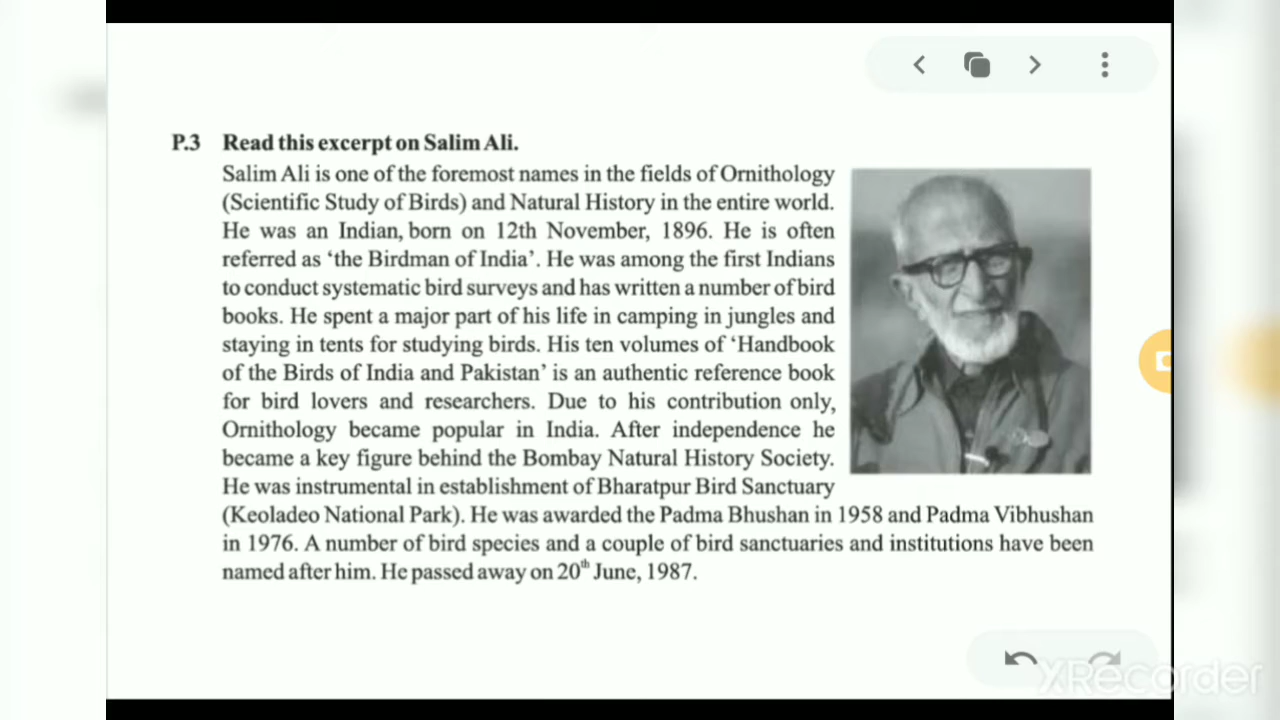 P.3 Read this excerpt on Salim Ali.
Salim Ali is one of the foremost names in the fields of Ornithology
(Scientific Study of Birds) and Natural History in the entire world.
He was an Indian, born on 12th November, 1896. He is often
referred as ‘the Birdman of India’. He was among the first Indians
to conduct systematic bird surveys and has written a number of bird
books. He spent a major part of his life in camping in jungles and
staying in tents for studying birds. His ten volumes of ‘Handbook
of the Birds of India and Pakistan’ is an authentic reference book
for bird lovers and researchers. Due to his contribution only,
Ornithology became popular in India. After independence he
became a key figure behind the Bombay Natural History Society.
He was instrumental in establishment of Bharatpur Bird Sanctuary
(Keoladeo National Park). He was awarded the Padma Bhushan in 1958 and Padma Vibhushan
in 1976. A number of bird species and a couple of bird sanctuaries and institutions have been
named after him. He passed away on 20th June, 1987.
XRecorder